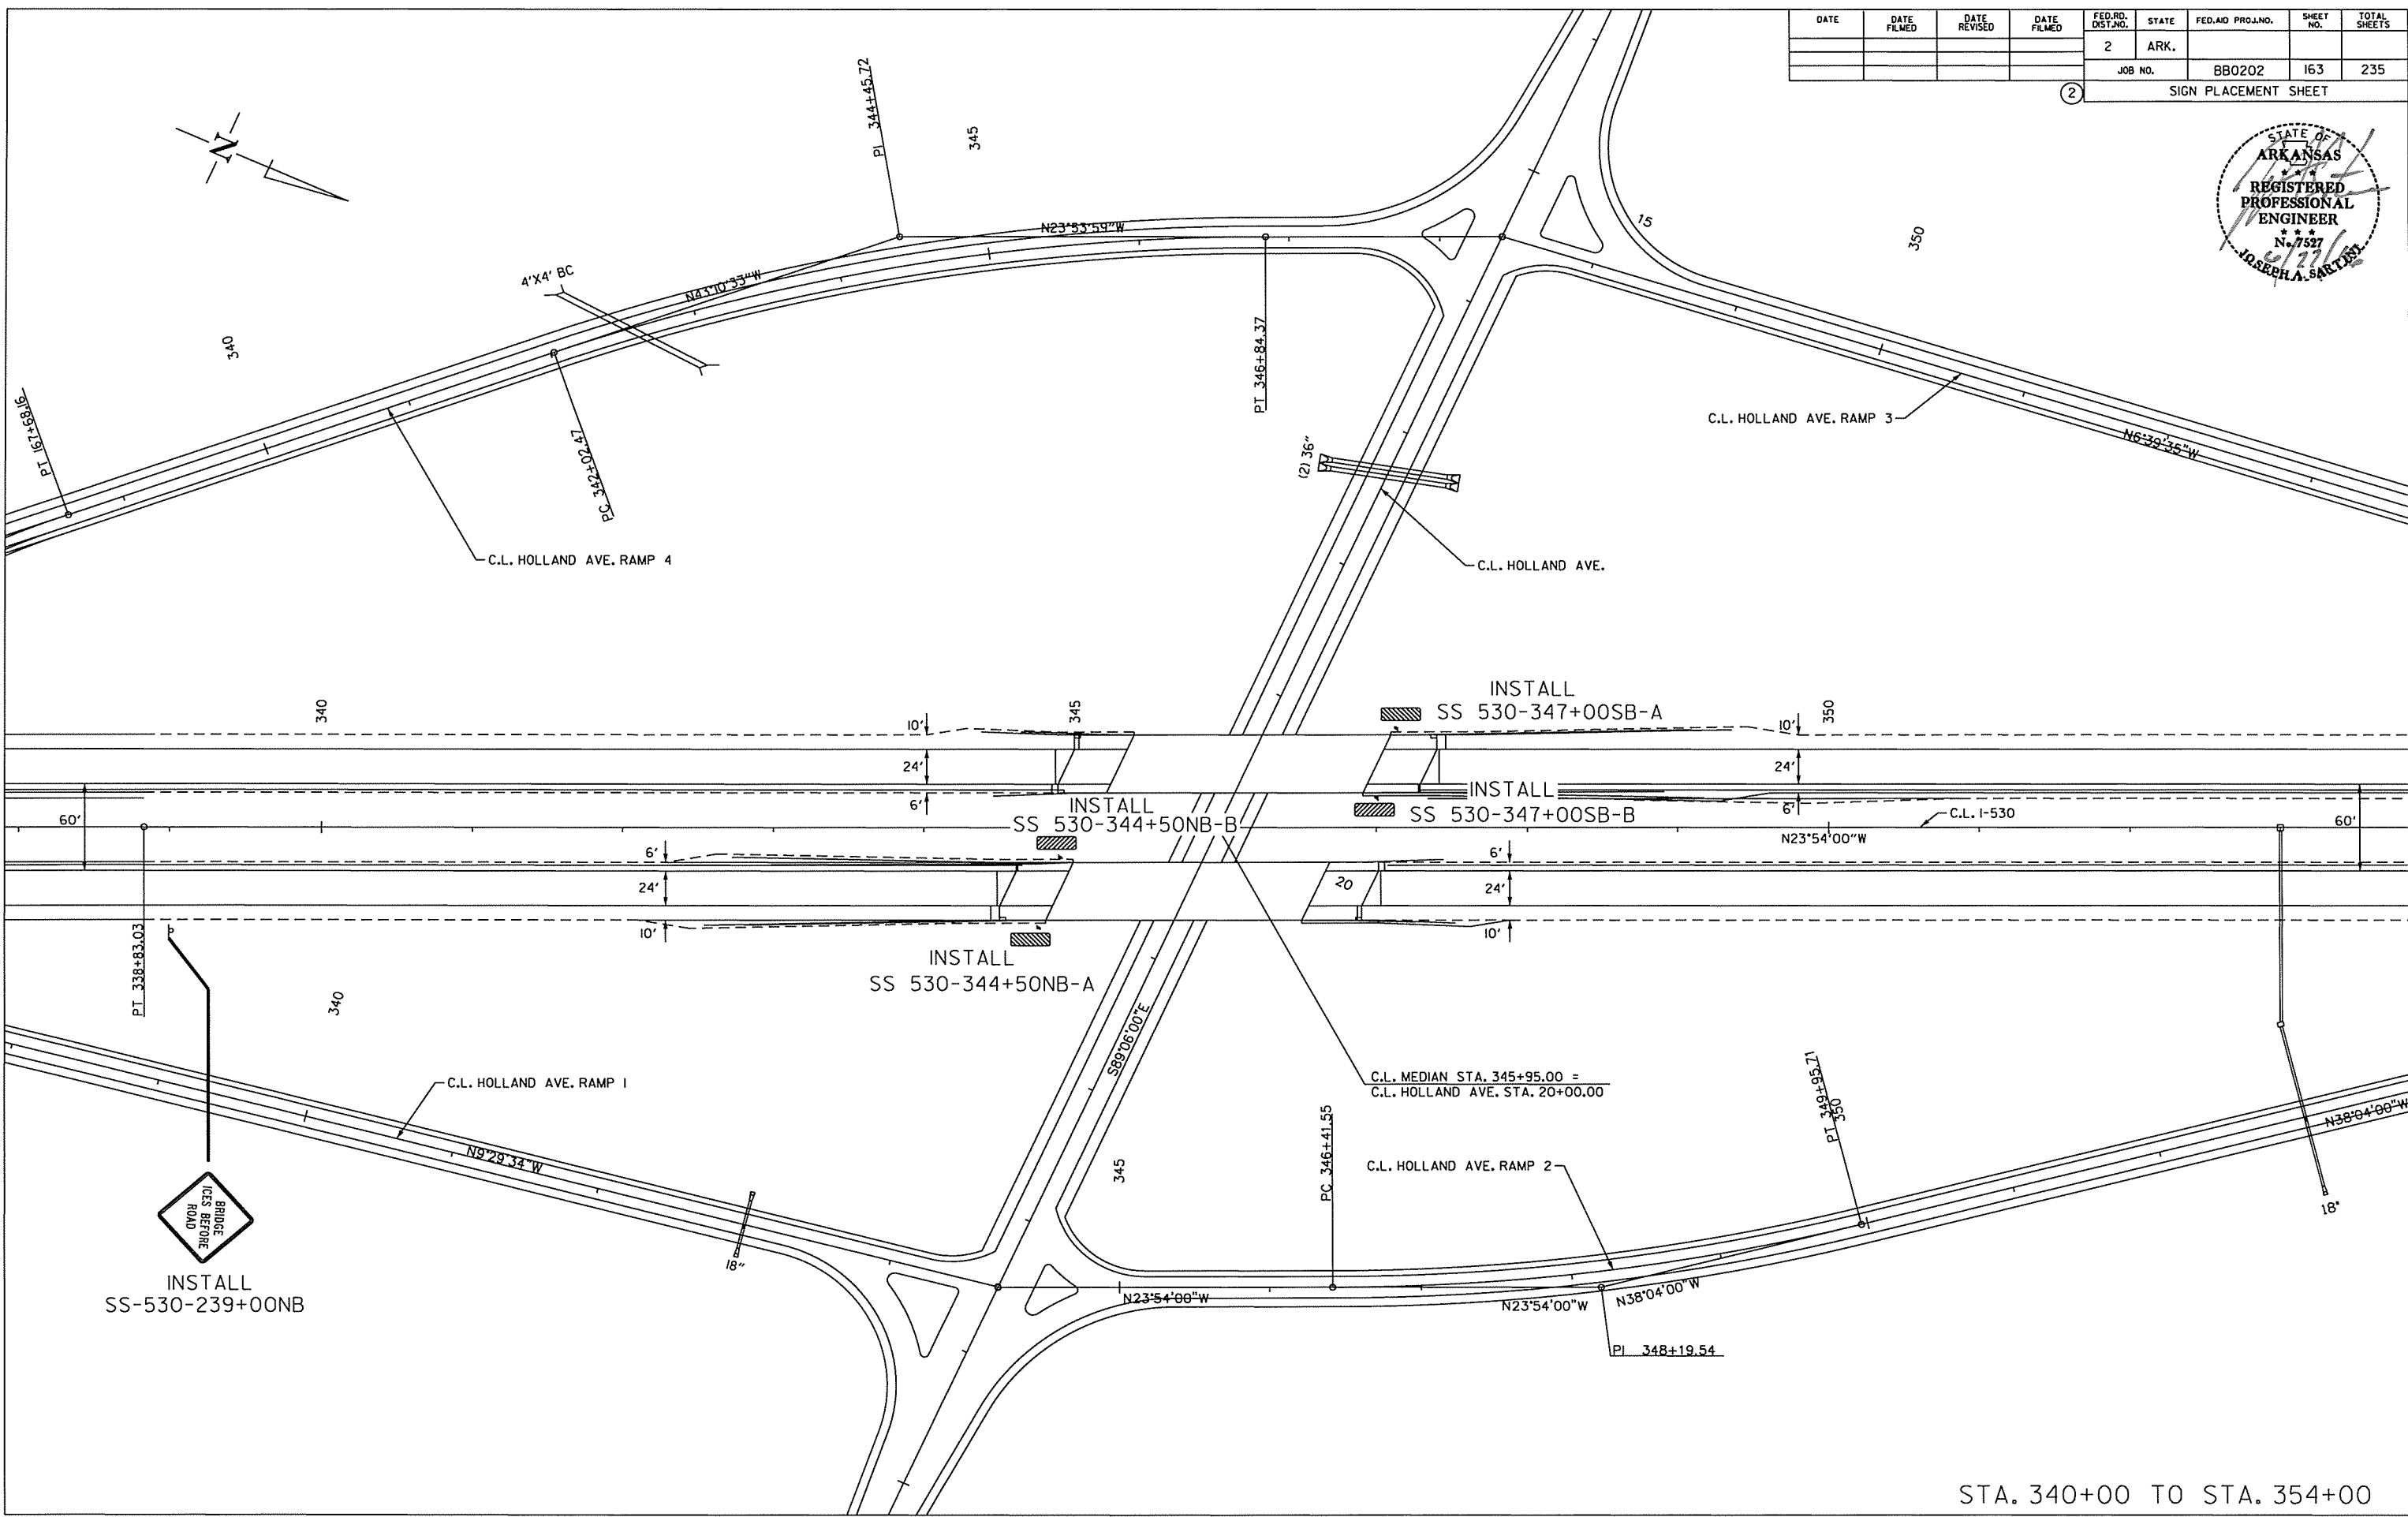 DATE
DATE FILMED
DATE REVISED
DATE FILMED
FED.RD. DIST.NO.
STATE
FED.AID PROJ.NO.
SHEET NO.
TOTAL SHEETS
2
ARK.
JOB NO.
BB0202
163
235
2
SIGN PLACEMENT SHEET
STATE OF
ARKANSAS
REGISTERED
PROFESSIONAL
ENGINEER
No. 7527
JOSEPH A. SARTINI
N
PI 344+45.72
345
N23°53'59"W
4'X4' BC
N43°10'33"W
340
PT 167+68.16
PC 342+02.47
PT 346+84.37
15
350
C.L. HOLLAND AVE. RAMP 3
N6°39'35"W
(2) 36"
C.L. HOLLAND AVE. RAMP 4
C.L. HOLLAND AVE.
INSTALL
SS 530-347+00SB-A
340
345
350
10'
10'
24'
24'
6'
6'
60'
60'
INSTALL
SS 530-347+00SB-B
INSTALL
SS 530-344+50NB-B
C.L. I-530
N23°54'00"W
6'
6'
24'
24'
20
10'
10'
INSTALL
SS 530-344+50NB-A
PT 338+83.03
340
S89°06'00"E
C.L. MEDIAN STA. 345+95.00 =
C.L. HOLLAND AVE. STA. 20+00.00
C.L. HOLLAND AVE. RAMP 1
N9°29'34"W
345
PC 346+41.55
C.L. HOLLAND AVE. RAMP 2
PT 349+95.71
350
N38°04'00"W
18"
18"
BRIDGE
ICES BEFORE
ROAD
INSTALL
SS-530-239+00NB
N23°54'00"W
N23°54'00"W
N38°04'00"W
PI 348+19.54
STA. 340+00 TO STA. 354+00